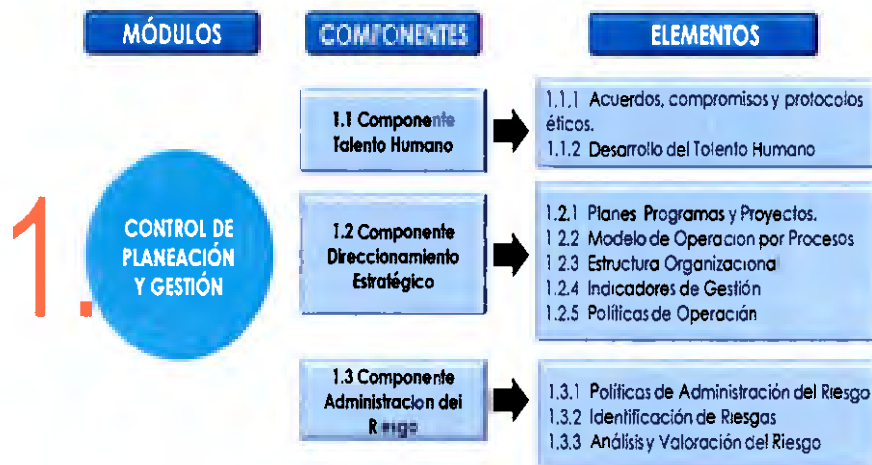 MÓDULOS
COMPONENTES
ELEMENTOS
1.
CONTROL DE
PLANEACIÓN
Y GESTIÓN
1.1 Componente
Talento Humano
1.1.1 Acuerdos, compromisos y protocolos
éticos.
1.1.2 Desarrollo del Talento Humano
1.2 Componente
Direccionamiento
Estratégico
1.2.1 Planes Programas y Proyectos.
1 2.2 Modelo de Operacion por Procesos
1 2.3 Estructura Organizacional
1 2.4 Indicadores de Gestión
1.2.5 Políticas de Operación
1.3 Componente
Administracion del
Riesgo
1.3.1 Políticas de Administración del Riesgo
1.3.2 Identificación de Riesgas
1.3.3 Análisis y Valoración del Riesgo